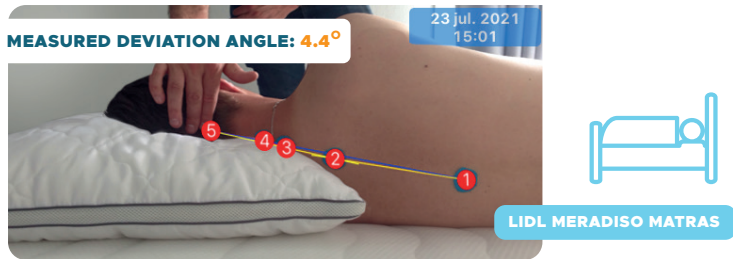 MEASURED DEVIATION ANGLE: 4.4°
23 jul. 2021
15:01
5
4
3
2
1
LIDL MERADISO MATRAS